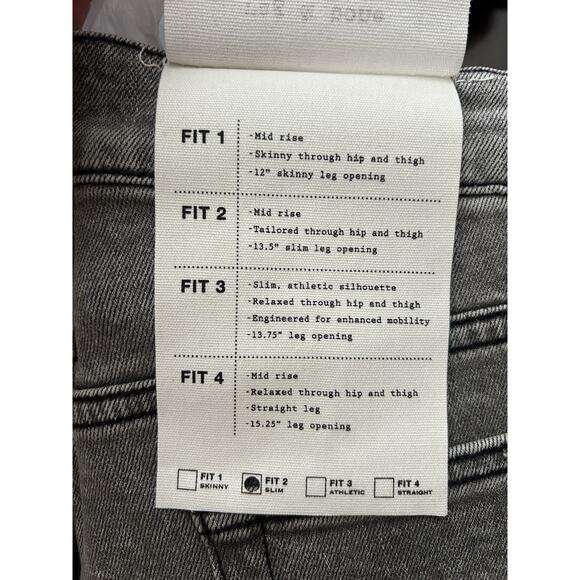 rag & bone
FIT 1
-Mid rise
-Skinny through hip and thigh
-12" skinny leg opening
FIT 2
-Mid rise
-Tailored through hip and thigh
-13.5" slim leg opening
FIT 3
-Slim, athletic silhouette
-Relaxed through hip and thigh
-Engineered for enhanced mobility
-13.75" leg opening
FIT 4
-Mid rise
-Relaxed through hip and thigh
-Straight leg
-15.25" leg opening
FIT 1 SKINNY
FIT 2 SLIM
FIT 3 ATHLETIC
FIT 4 STRAIGHT